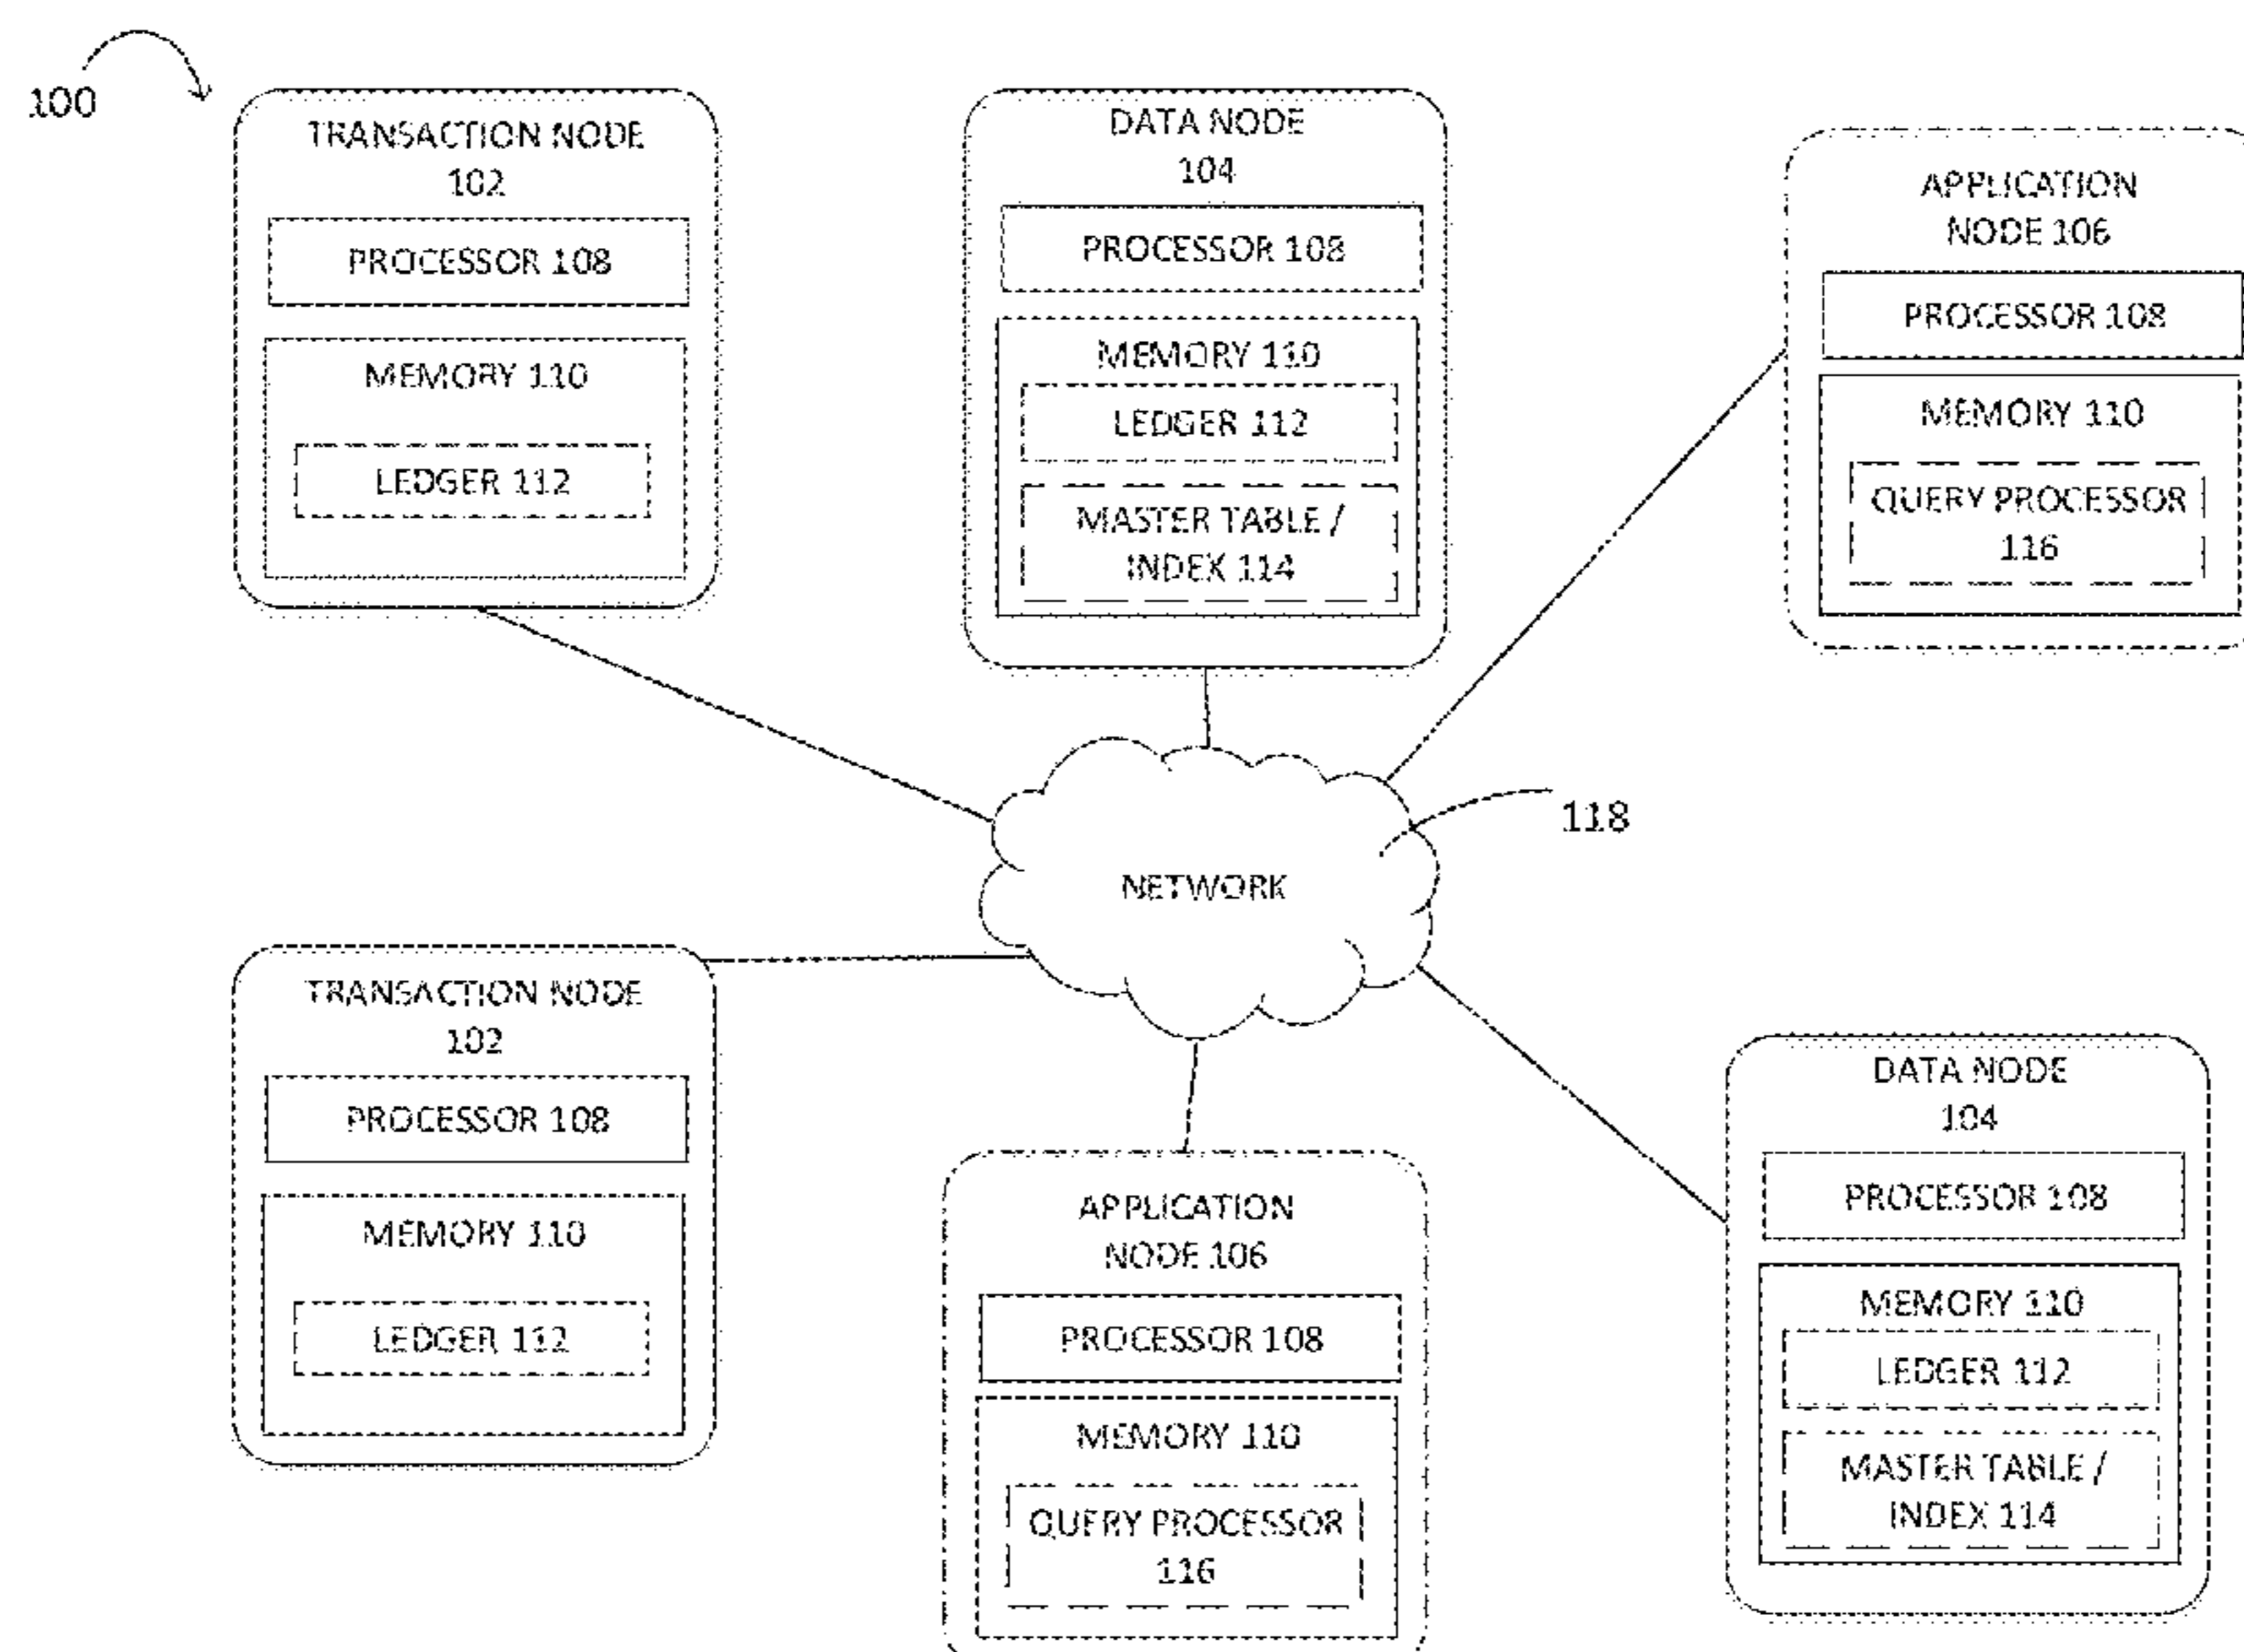 100
TRANSACTION NODE
102
PROCESSOR 108
MEMORY 110
LEDGER 112
DATA NODE
104
PROCESSOR 108
MEMORY 110
LEDGER 112
MASTER TABLE /
INDEX 114
APPLICATION
NODE 106
PROCESSOR 108
MEMORY 110
QUERY PROCESSOR
116
118
NETWORK
TRANSACTION NODE
102
PROCESSOR 108
MEMORY 110
LEDGER 112
APPLICATION
NODE 106
PROCESSOR 108
MEMORY 110
QUERY PROCESSOR
116
DATA NODE
104
PROCESSOR 108
MEMORY 110
LEDGER 112
MASTER TABLE /
INDEX 114